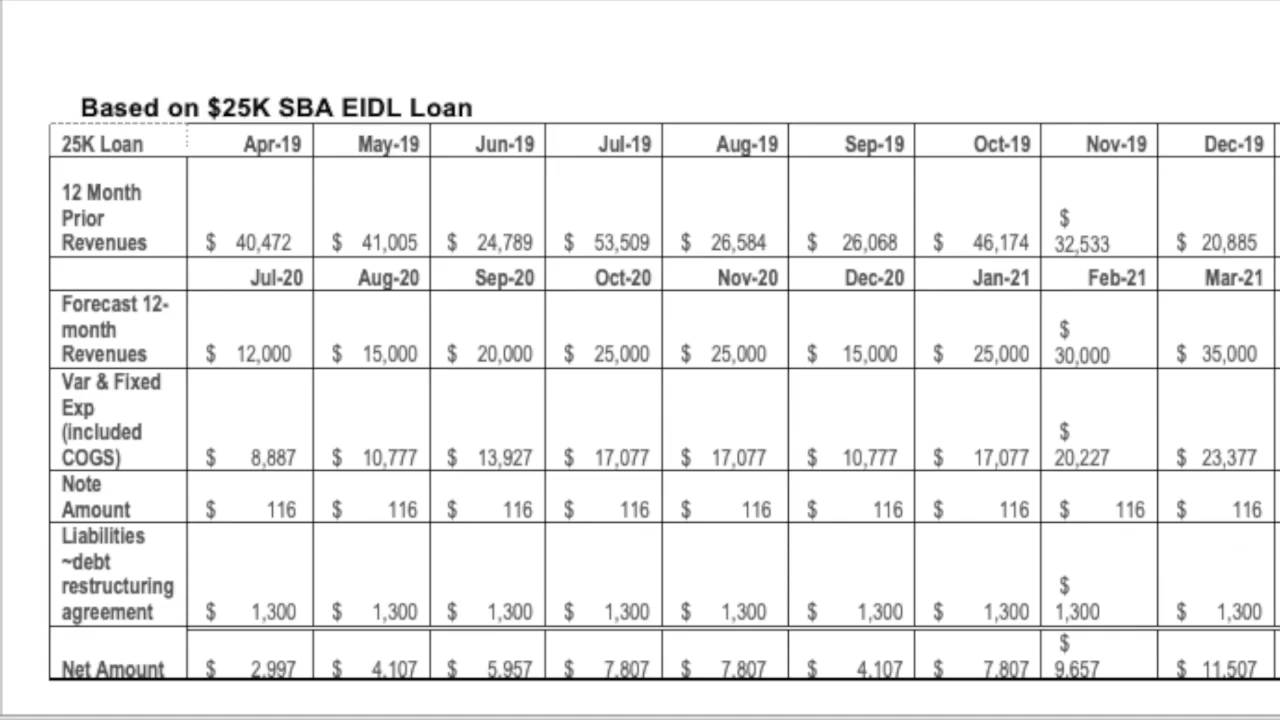 Based on $25K SBA EIDL Loan
25K Loan Apr-19 May-19 Jun-19 Jul-19 Aug-19 Sep-19 Oct-19 Nov-19 Dec-19
12 Month
Prior
Revenues $ 40,472 $ 41,005 $ 24,789 $ 53,509 $ 26,584 $ 26,068 $ 46,174 $ 32,533 $ 20,885
Jul-20 Aug-20 Sep-20 Oct-20 Nov-20 Dec-20 Jan-21 Feb-21 Mar-21
Forecast 12-
month
Revenues $ 12,000 $ 15,000 $ 20,000 $ 25,000 $ 25,000 $ 15,000 $ 25,000 $ 30,000 $ 35,000
Var & Fixed
Exp
(included
COGS) $ 8,887 $ 10,777 $ 13,927 $ 17,077 $ 17,077 $ 10,777 $ 17,077 $ 20,227 $ 23,377
Note
Amount $ 116 $ 116 $ 116 $ 116 $ 116 $ 116 $ 116 $ 116 $ 116
Liabilities
~debt
restructuring
agreement $ 1,300 $ 1,300 $ 1,300 $ 1,300 $ 1,300 $ 1,300 $ 1,300 $ 1,300 $ 1,300
Net Amount $ 2,997 $ 4,107 $ 5,957 $ 7,807 $ 7,807 $ 4,107 $ 7,807 $ 9,657 $ 11,507